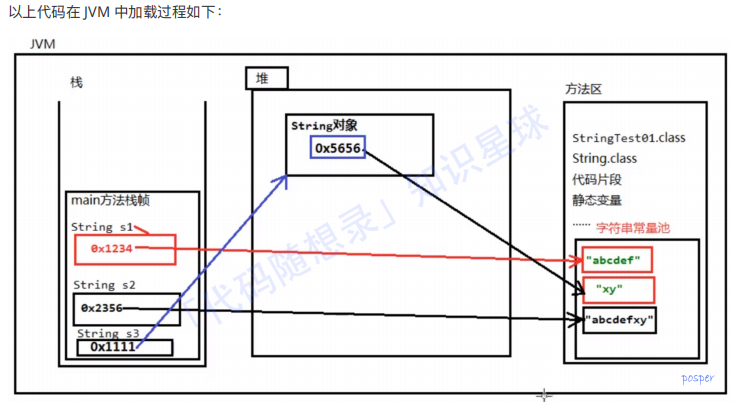 以上代码在 JVM 中加载过程如下：
JVM
栈
堆
方法区
String对象
0x5656
StringTest01.class
String.class
代码片段
静态变量
...... 字符串常量池
main方法栈帧
String s1
0x1234
"abcdef"
String s2
"xy"
0x2356
"abcdefxy"
String s3
0x1111
「代码随想录」知识星球
posper